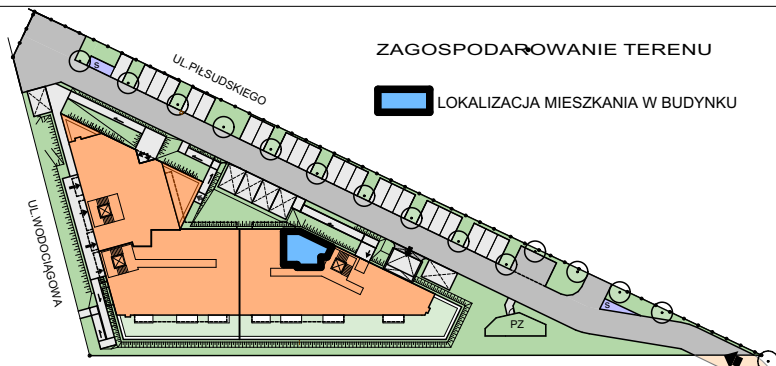 ZAGOSPODAROWANIE TERENU
UL.PIŁSUDSKIEGO
LOKALIZACJA MIESZKANIA W BUDYNKU
UL.WODOCIĄGOWA
S
S
PZ